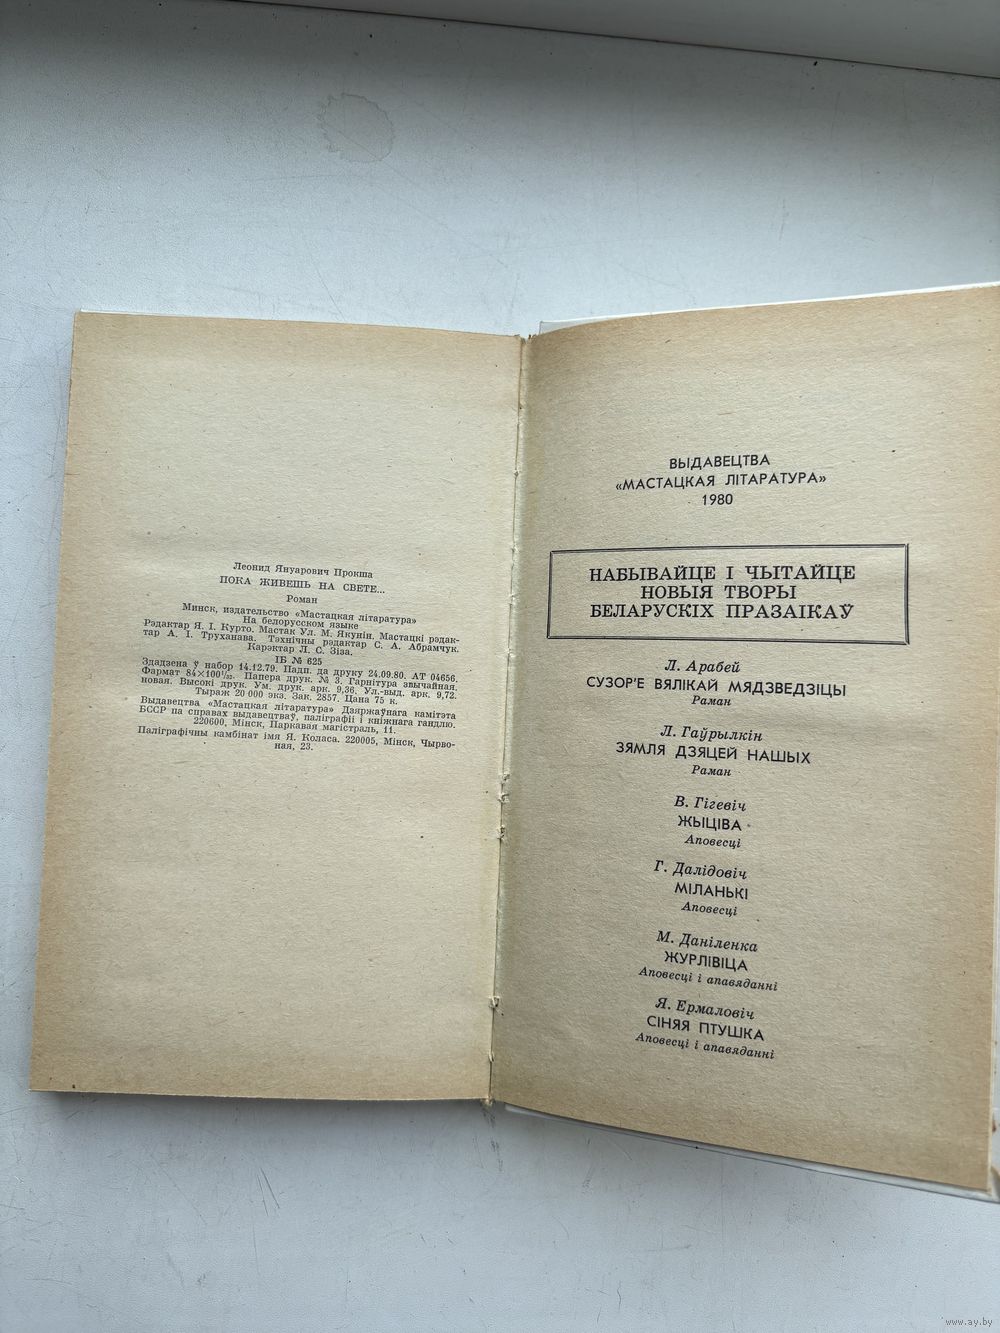 Леонид Януарович Прокша
ПОКА ЖИВЕШЬ НА СВЕТЕ...
Роман
Минск, издательство «Мастацкая літаратура»
На белорусском языке
Рэдактар Я. І. Курто. Мастак Ул. М. Якунін. Мастацкі рэдак-
тар А. І. Труханава. Тэхнічны рэдактар С. А. Абрамчук.
Карэктар Л. С. Зіза.
ІБ № 625
Здадзена ў набор 14.12.79. Падп. да друку 24.09.80. АТ 04656.
Фармат 84×100¹/₃₂. Папера друк. № 3. Гарнітура звычайная.
новая. Высокі друк. Ум. друк. арк. 9,36. Ул.-выд. арк. 9,72.
Тыраж 20 000 экз. Зак. 2857. Цана 75 к.
Выдавецтва «Мастацкая літаратура» Дзяржаўнага камітэта
БССР па справах выдавецтваў, паліграфіі і кніжнага гандлю.
220600, Мінск, Паркавая магістраль, 11.
Паліграфічны камбінат імя Я. Коласа. 220005, Мінск, Чырво-
ная, 23.
ВЫДАВЕЦТВА
«МАСТАЦКАЯ ЛІТАРАТУРА»
1980
НАБЫВАЙЦЕ І ЧЫТАЙЦЕ
НОВЫЯ ТВОРЫ
БЕЛАРУСКІХ ПРАЗАІКАЎ
Л. Арабей
СУЗОР'Е ВЯЛІКАЙ МЯДЗВЕДЗІЦЫ
Раман
Л. Гаўрылкін
ЗЯМЛЯ ДЗЯЦЕЙ НАШЫХ
Раман
В. Гігевіч
ЖЫЦІВА
Аповесці
Г. Далідовіч
МІЛАНЬКІ
Аповесці
М. Даніленка
ЖУРЛІВІЦА
Аповесці і апавяданні
Я. Ермаловіч
СІНЯЯ ПТУШКА
Аповесці і апавяданні
www.ay.by